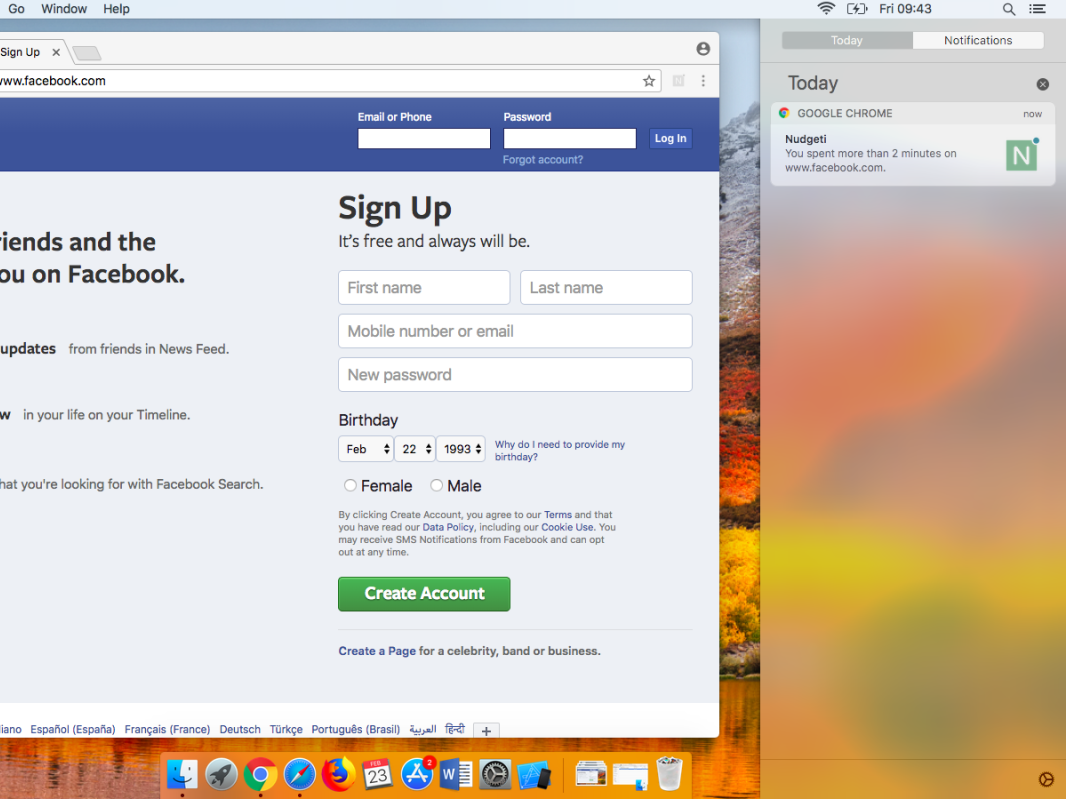 Go Window Help
Fri 09:43
Sign Up
www.facebook.com
Email or Phone
Password
Log In
Forgot account?
Sign Up
It's free and always will be.
First name
Last name
Mobile number or email
New password
Birthday
Feb 22 1993
Why do I need to provide my
birthday?
Female Male
By clicking Create Account, you agree to our Terms and that
you have read our Data Policy, including our Cookie Use. You
may receive SMS Notifications from Facebook and can opt
out at any time.
Create Account
Create a Page for a celebrity, band or business.
riends and the
ou on Facebook.
updates from friends in News Feed.
w in your life on your Timeline.
hat you're looking for with Facebook Search.
liano Español (España) Français (France) Deutsch Türkçe Português (Brasil) العربية हिन्दी +
Today
Notifications
Today
GOOGLE CHROME
now
Nudgeti
You spent more than 2 minutes on
www.facebook.com.
N
FEB
23
2
W